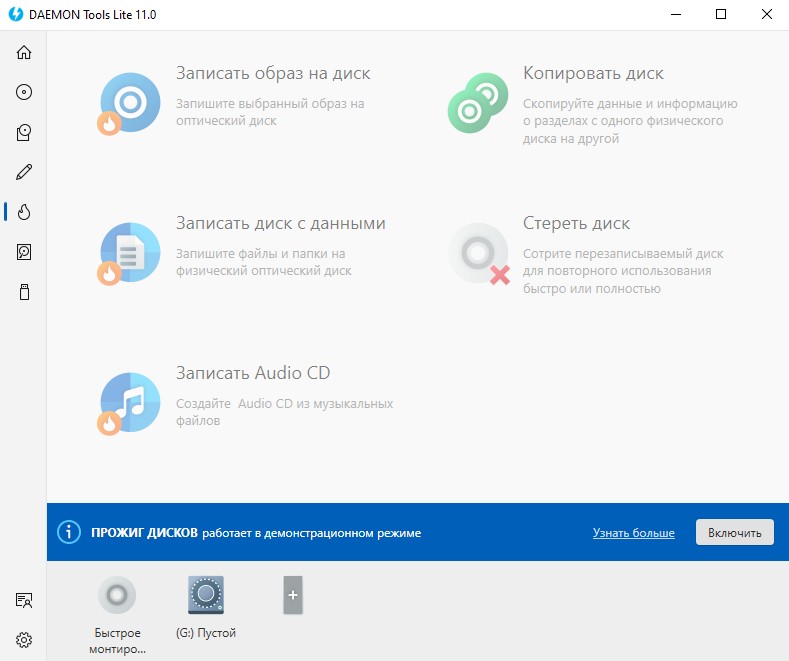 DAEMON Tools Lite 11.0
Записать образ на диск
Запишите выбранный образ на
оптический диск
Копировать диск
Скопируйте данные и информацию
о разделах с одного физического
диска на другой
Записать диск с данными
Запишите файлы и папки на
физический оптический диск
Стереть диск
Сотрите перезаписываемый диск
для повторного использования
быстро или полностью
Записать Audio CD
Создайте  Audio CD из музыкальных
файлов
ПРОЖИГ ДИСКОВ работает в демонстрационном режиме
Узнать больше
Включить
Быстрое
монтиро...
(G:) Пустой